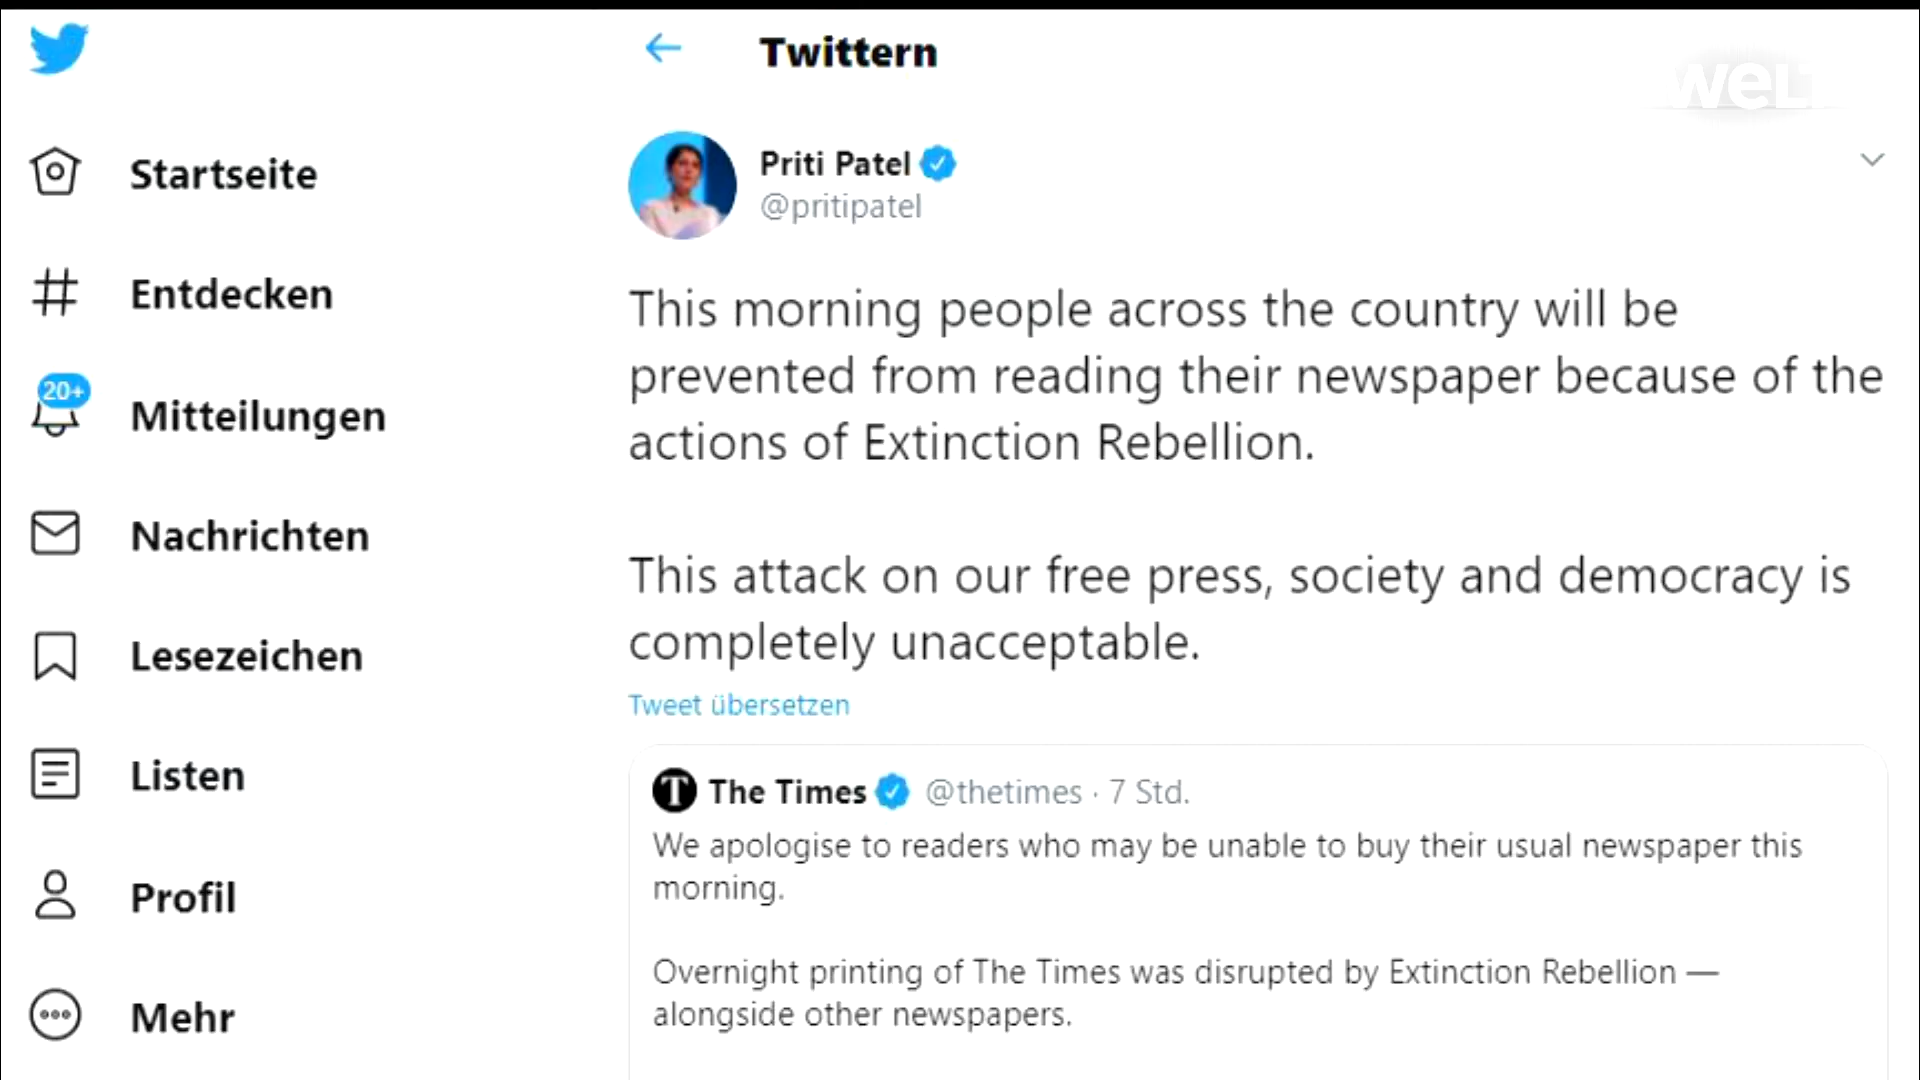 Twittern
WELT
Startseite
Entdecken
20+
Mitteilungen
Nachrichten
Lesezeichen
Listen
Profil
Mehr
Priti Patel
@pritipatel
This morning people across the country will be
prevented from reading their newspaper because of the
actions of Extinction Rebellion.
This attack on our free press, society and democracy is
completely unacceptable.
Tweet übersetzen
T The Times @thetimes · 7 Std.
We apologise to readers who may be unable to buy their usual newspaper this
morning.
Overnight printing of The Times was disrupted by Extinction Rebellion —
alongside other newspapers.